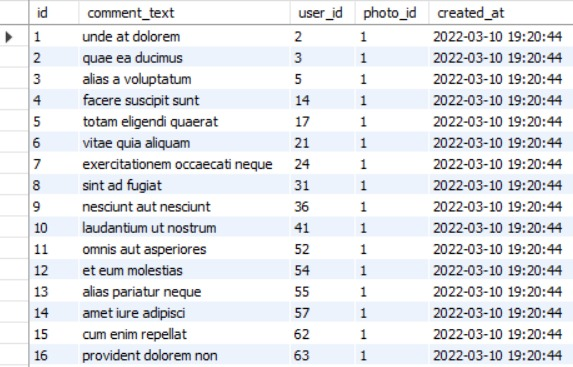 id comment_text user_id photo_id created_at
1 unde at dolorem 2 1 2022-03-10 19:20:44
2 quae ea ducimus 3 1 2022-03-10 19:20:44
3 alias a voluptatum 5 1 2022-03-10 19:20:44
4 facere suscipit sunt 14 1 2022-03-10 19:20:44
5 totam eligendi quaerat 17 1 2022-03-10 19:20:44
6 vitae quia aliquam 21 1 2022-03-10 19:20:44
7 exercitationem occaecati neque 24 1 2022-03-10 19:20:44
8 sint ad fugiat 31 1 2022-03-10 19:20:44
9 nesciunt aut nesciunt 36 1 2022-03-10 19:20:44
10 laudantium ut nostrum 41 1 2022-03-10 19:20:44
11 omnis aut asperiores 52 1 2022-03-10 19:20:44
12 et eum molestias 54 1 2022-03-10 19:20:44
13 alias pariatur neque 55 1 2022-03-10 19:20:44
14 amet iure adipisci 57 1 2022-03-10 19:20:44
15 cum enim repellat 62 1 2022-03-10 19:20:44
16 provident dolorem non 63 1 2022-03-10 19:20:44